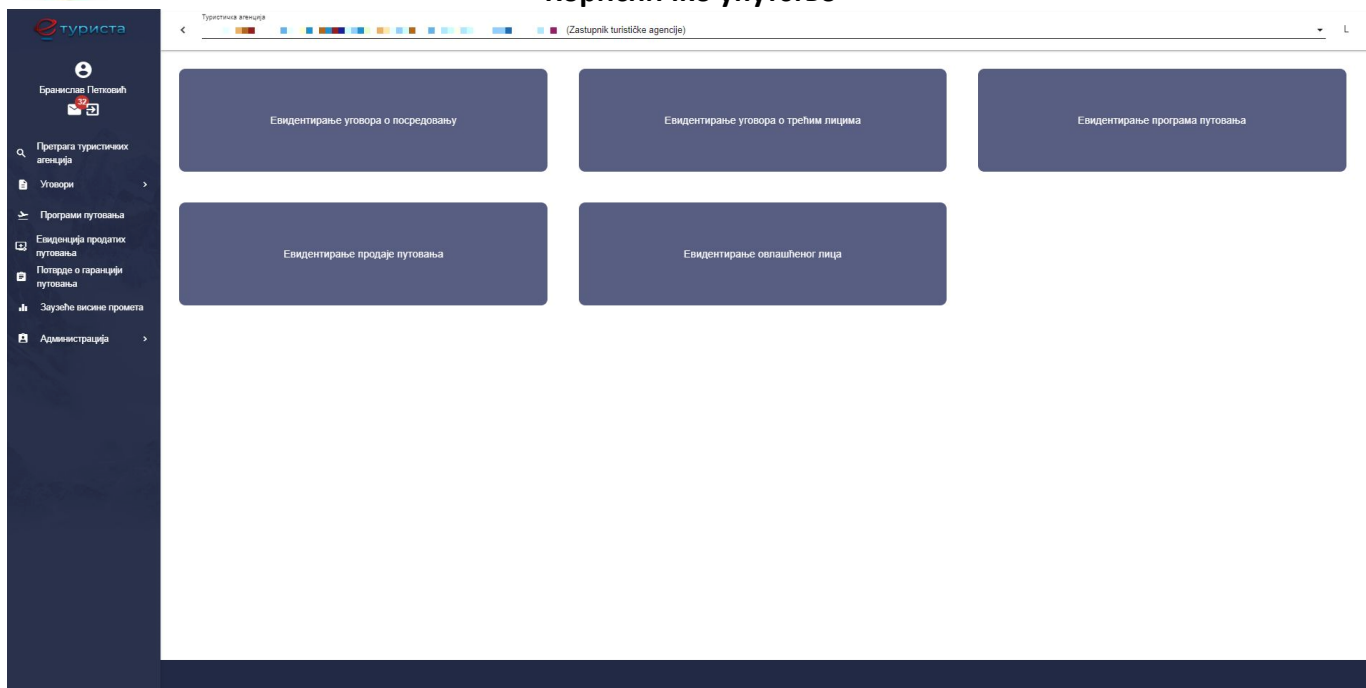 Корисничко упутство
eтуриста
Туристичка агенција
(Zastupnik turističke agencije)
L
Бранислав Петковић
37
Претрага туристичких
агенција
Уговори
Програми путовања
Евиденција продатих
путовања
Потврде о гаранцији
путовања
Заузеће висине промета
Администрација
Евидентирање уговора о посредовању
Евидентирање уговора о трећим лицима
Евидентирање програма путовања
Евидентирање продаје путовања
Евидентирање овлашћеног лица